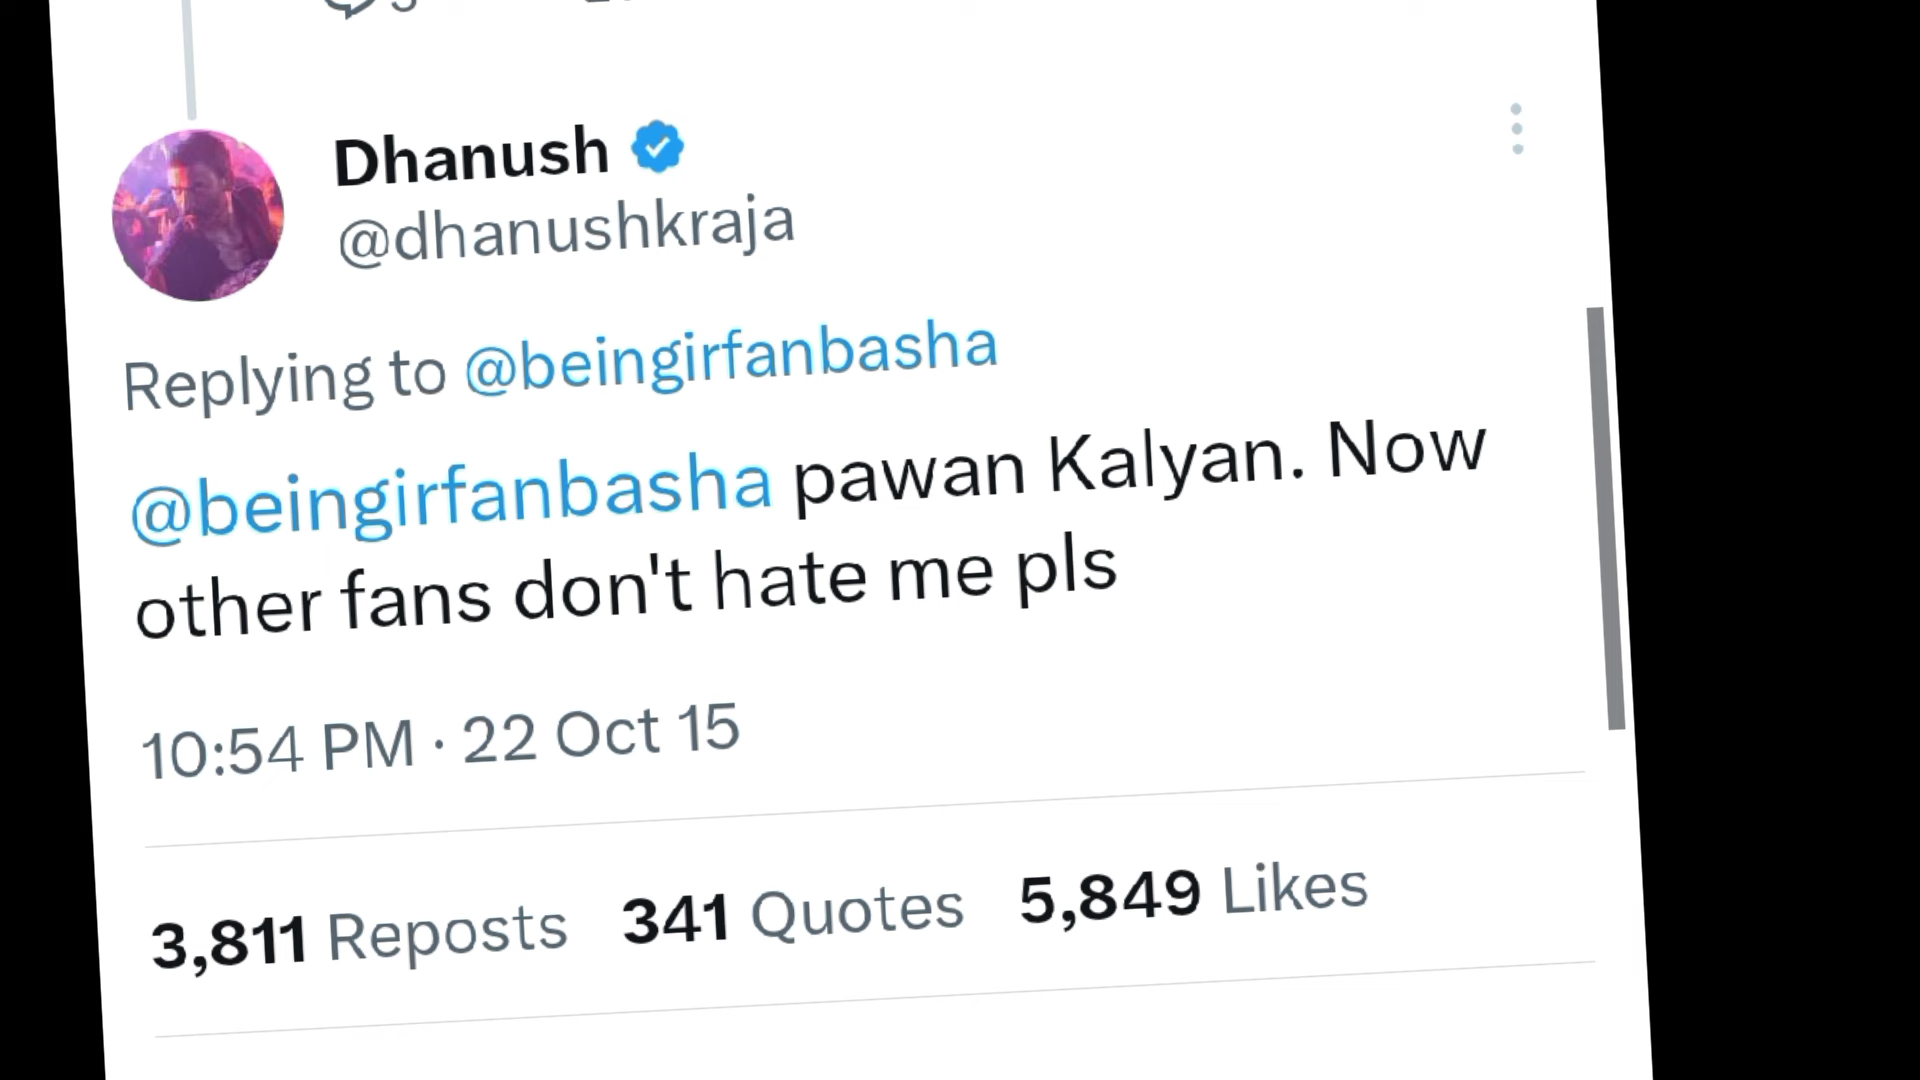 Dhanush
@dhanushkraja
Replying to @beingirfanbasha
@beingirfanbasha pawan Kalyan. Now
other fans don't hate me pls
10:54 PM · 22 Oct 15
3,811 Reposts 341 Quotes 5,849 Likes